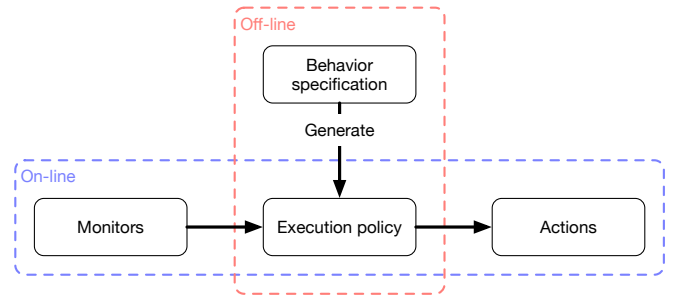 Off-line
Behavior
specification
Generate
On-line
Monitors
Execution policy
Actions